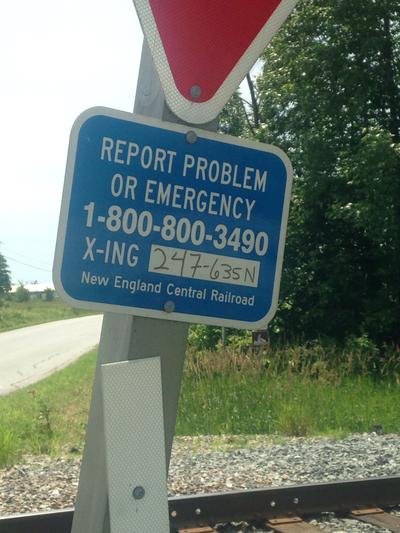 REPORT PROBLEM
OR EMERGENCY
1-800-800-3490
X-ING 247-635N
New England Central Railroad